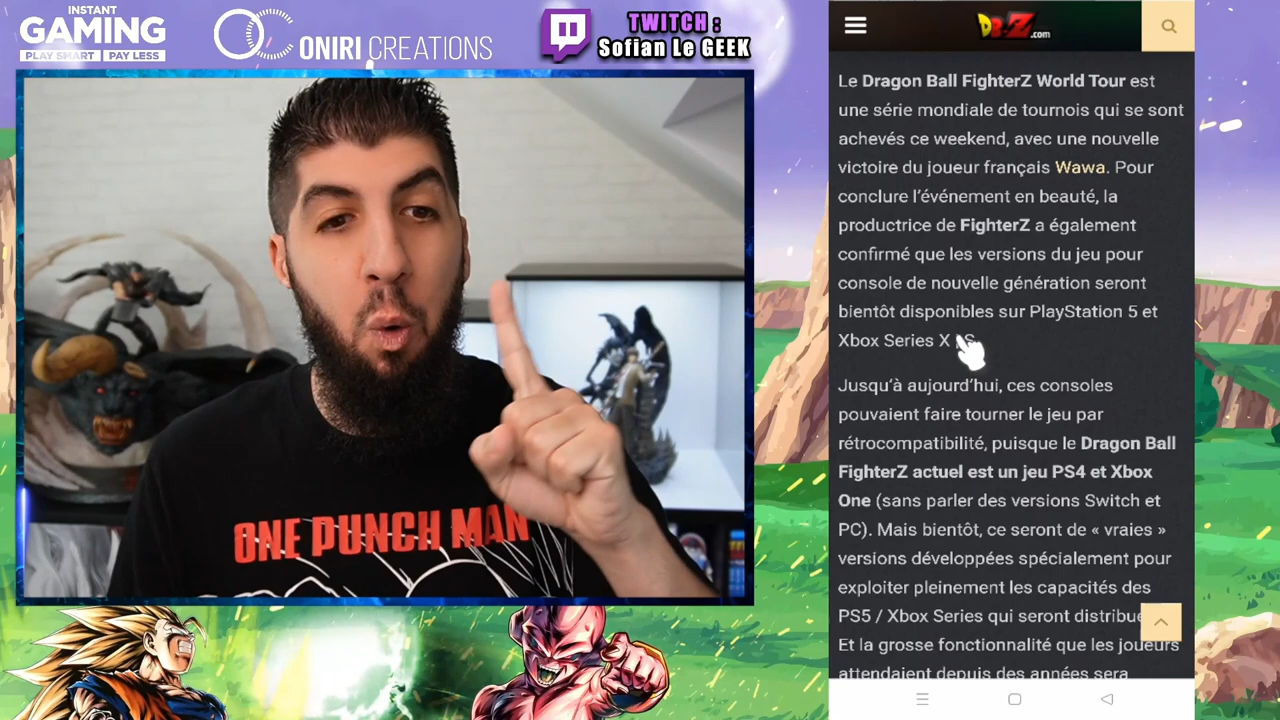 INSTANT
GAMING
PLAY SMART PAY LESS
ONIRI CREATIONS
TWITCH :
Sofian Le GEEK
DB-Z.com
Le Dragon Ball FighterZ World Tour est
une série mondiale de tournois qui se sont
achevés ce weekend, avec une nouvelle
victoire du joueur français Wawa. Pour
conclure l'événement en beauté, la
productrice de FighterZ a également
confirmé que les versions du jeu pour
console de nouvelle génération seront
bientôt disponibles sur PlayStation 5 et
Xbox Series X
Jusqu'à aujourd'hui, ces consoles
pouvaient faire tourner le jeu par
rétrocompatibilité, puisque le Dragon Ball
FighterZ actuel est un jeu PS4 et Xbox
One (sans parler des versions Switch et
PC). Mais bientôt, ce seront de « vraies »
versions développées spécialement pour
exploiter pleinement les capacités des
PS5 / Xbox Series qui seront
Et la grosse fonctionnalité que les joueurs
attendaient depuis des années sera
ONE PUNCH MAN